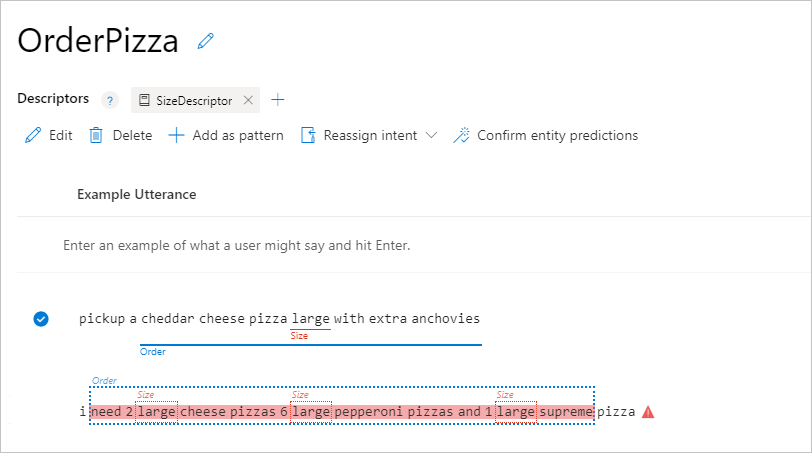 OrderPizza
Descriptors ? SizeDescriptor
Edit Delete Add as pattern Reassign intent Confirm entity predictions
Example Utterance
Enter an example of what a user might say and hit Enter.
pickup a cheddar cheese pizza large with extra anchovies
Size
Order
Order
Size Size Size
i need 2 large cheese pizzas 6 large pepperoni pizzas and 1 large supreme pizza